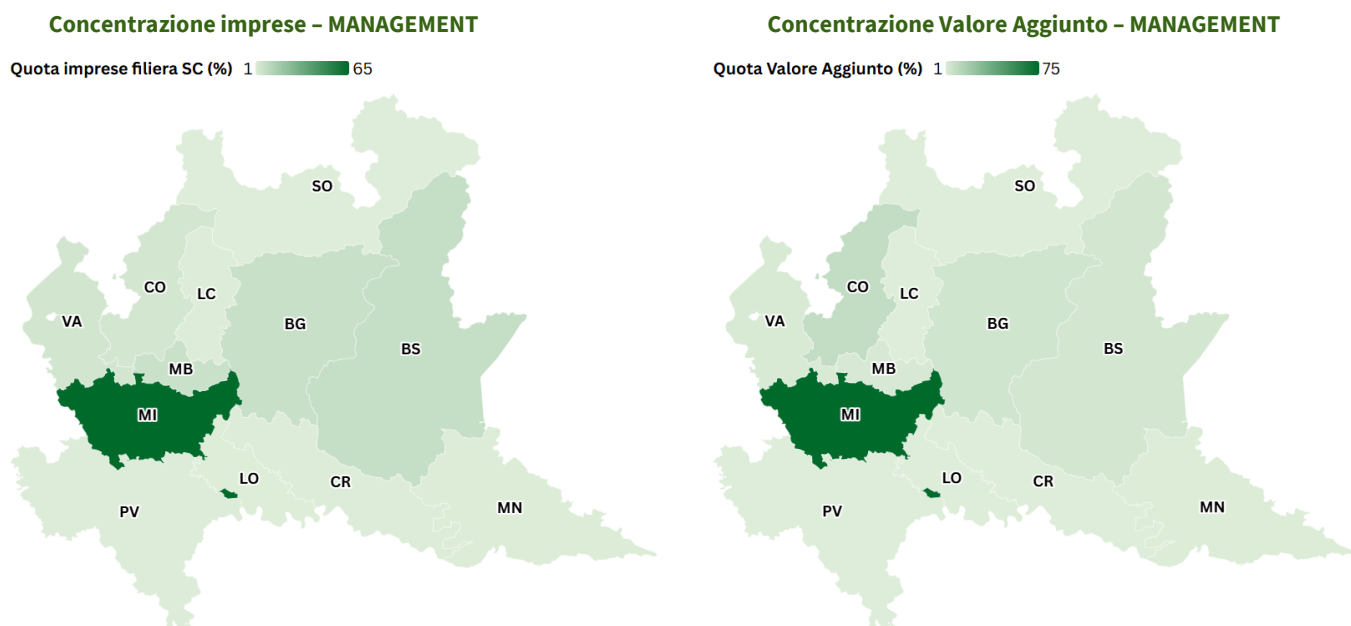 Concentrazione imprese – MANAGEMENT
Quota imprese filiera SC (%) 1 65
SO
CO
LC
VA
BG
BS
MB
MI
LO
CR
PV
MN
Concentrazione Valore Aggiunto – MANAGEMENT
Quota Valore Aggiunto (%) 1 75
SO
CO
LC
VA
BG
BS
MB
MI
LO
CR
PV
MN